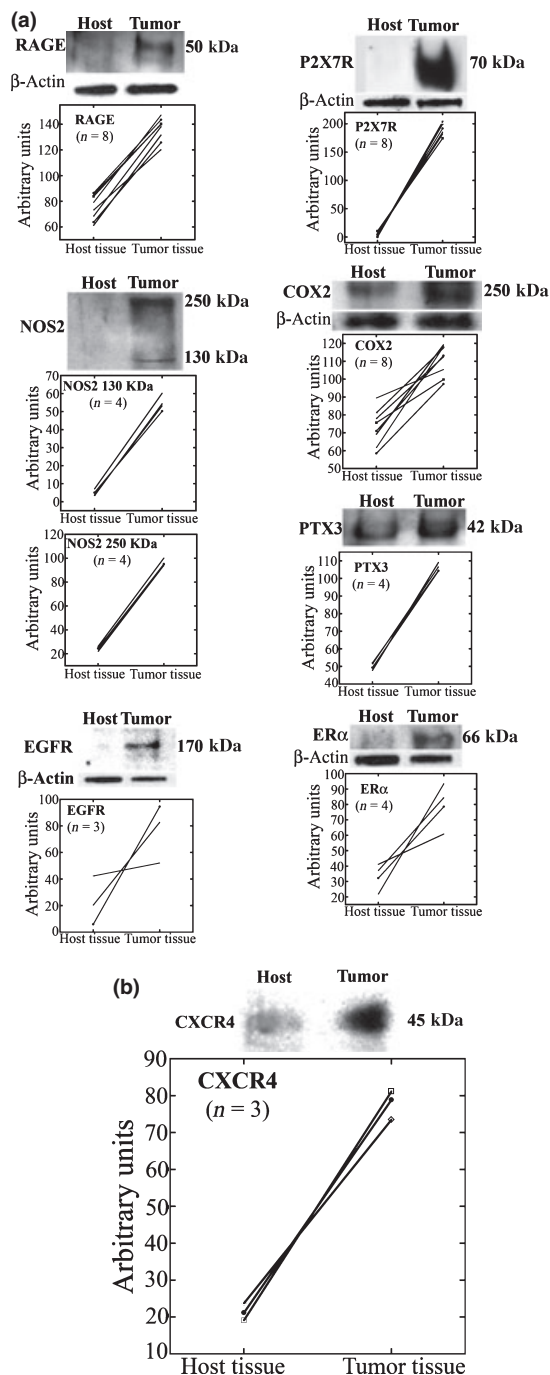 (a)
Host Tumor
RAGE
50 kDa
β-Actin
RAGE
(n = 8)
Arbitrary units
140
120
100
80
60
Host tissue Tumor tissue
Host Tumor
P2X7R
70 kDa
β-Actin
P2X7R
(n = 8)
Arbitrary units
200
150
100
50
0
Host tissue Tumor tissue
Host Tumor
250 kDa
NOS2
130 kDa
NOS2 130 KDa
(n = 4)
Arbitrary units
70
60
50
40
30
20
10
0
Host tissue Tumor tissue
NOS2 250 KDa
(n = 4)
Arbitrary units
120
100
80
60
40
20
Host tissue Tumor tissue
Host Tumor
COX2
250 kDa
β-Actin
COX2
(n = 8)
Arbitrary units
120
110
100
90
80
70
60
50
Host tissue Tumor tissue
Host Tumor
PTX3
42 kDa
PTX3
(n = 4)
Arbitrary units
110
100
90
80
70
60
50
40
Host tissue Tumor tissue
Host Tumor
EGFR
170 kDa
β-Actin
EGFR
(n = 3)
Arbitrary units
100
80
60
40
20
0
Host tissue Tumor tissue
Host Tumor
ERα
66 kDa
β-Actin
ERα
(n = 4)
Arbitrary units
100
90
80
70
60
50
40
30
20
Host tissue Tumor tissue
(b)
Host Tumor
CXCR4
45 kDa
CXCR4
(n = 3)
Arbitrary units
90
80
70
60
50
40
30
20
10
Host tissue Tumor tissue